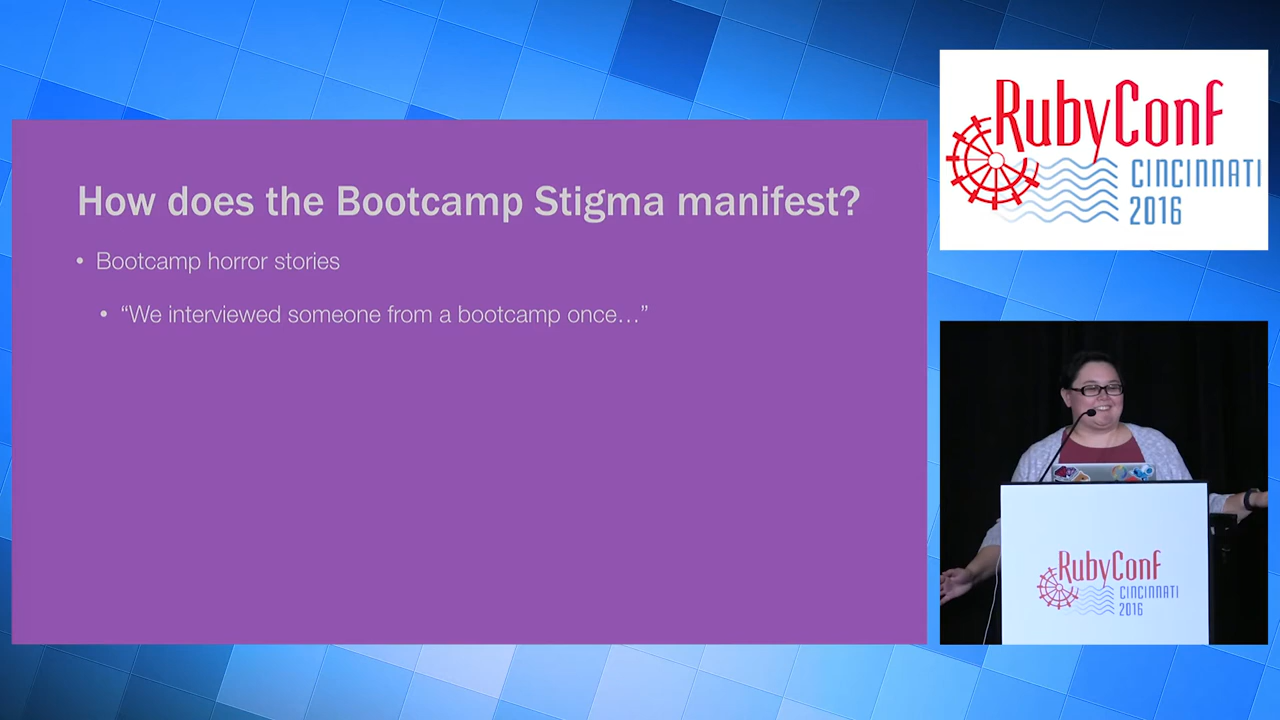 How does the Bootcamp Stigma manifest?
• Bootcamp horror stories
• “We interviewed someone from a bootcamp once…”
RubyConf
CINCINNATI
2016
RubyConf
CINCINNATI
2016